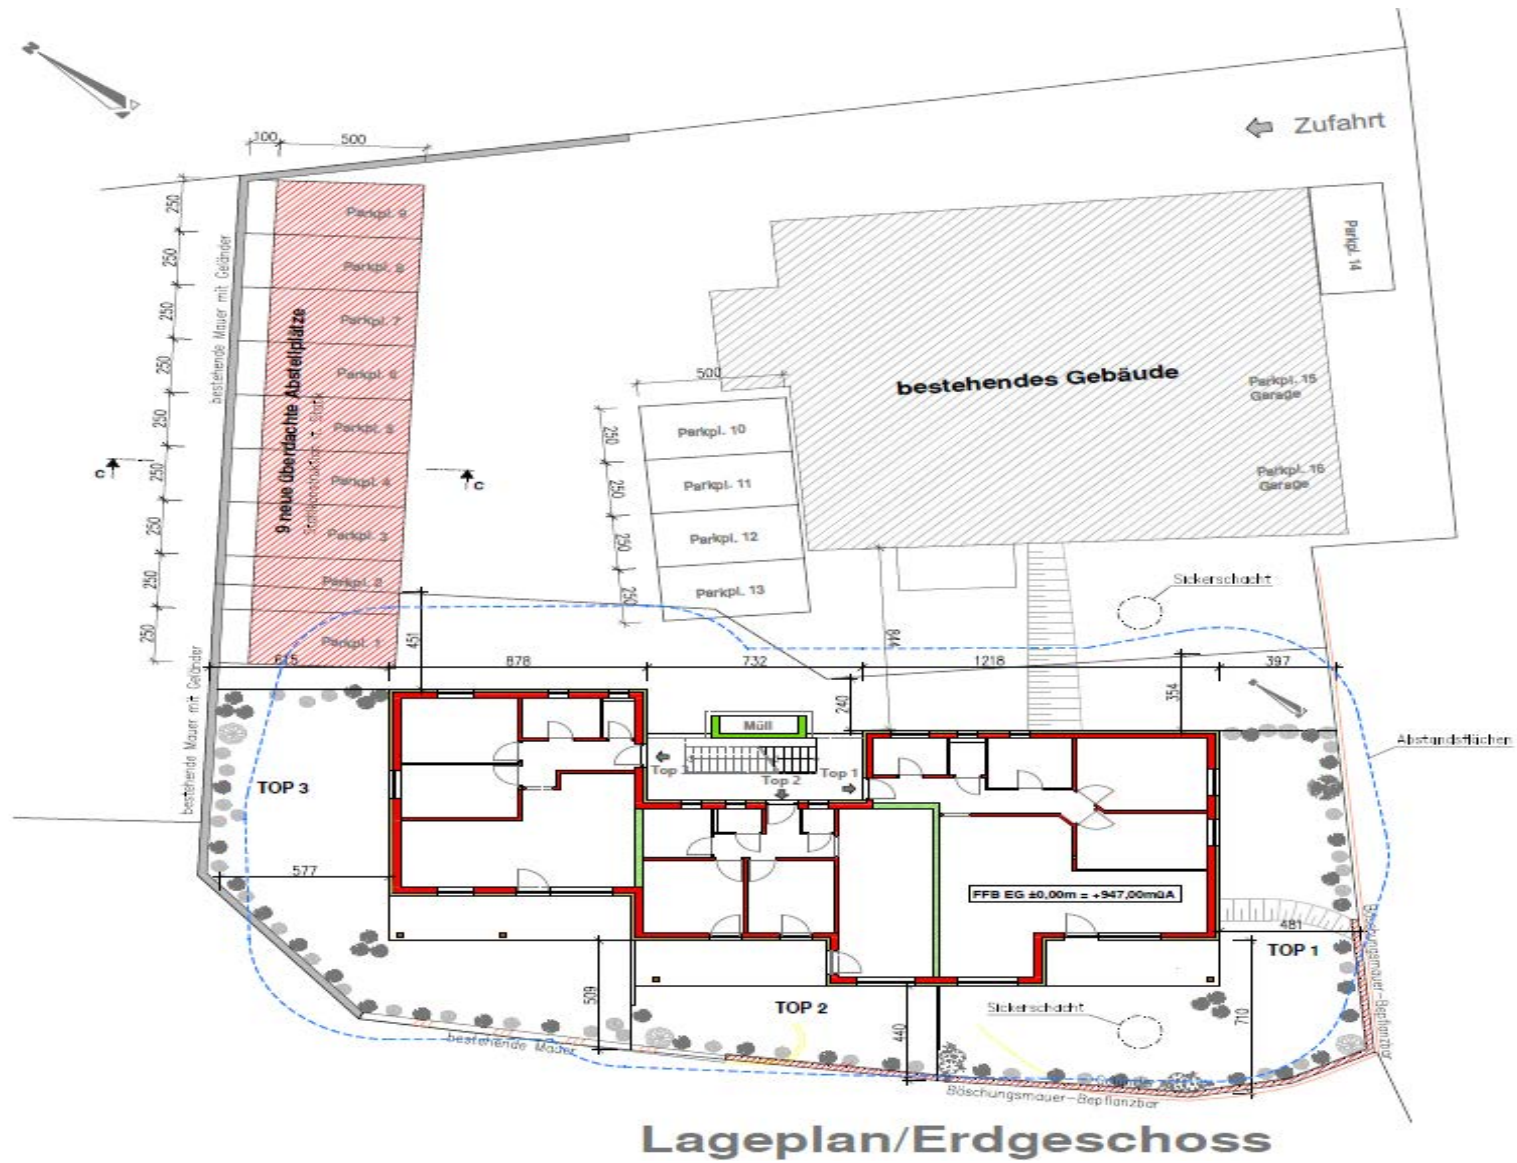 N
Zufahrt
100
500
250
250
250
250
250
250
250
250
250
bestehende Mauer mit Geländer
Parkpl. 9
Parkpl. 8
Parkpl. 7
Parkpl. 6
Parkpl. 5
Parkpl. 4
Parkpl. 3
Parkpl. 2
Parkpl. 1
9 neue überdachte Abstellplätze
C
C
Parkpl. 14
bestehendes Gebäude
Parkpl. 15
Garage
Parkpl. 16
Garage
500
250
250
250
250
Parkpl. 10
Parkpl. 11
Parkpl. 12
Parkpl. 13
Sickerschacht
451
844
615
878
732
1218
397
240
354
bestehende Mauer mit Geländer
Müll
Abstandsflächen
TOP 3
Top 3
Top 2
Top 1
577
FFB EG ±0,00m = +947,00müA
481
TOP 1
Böschungsmauer-Bepflanzbar
509
TOP 2
Sickerschacht
440
710
bestehende Mauer
Böschungsmauer-Bepflanzbar
Lageplan/Erdgeschoss